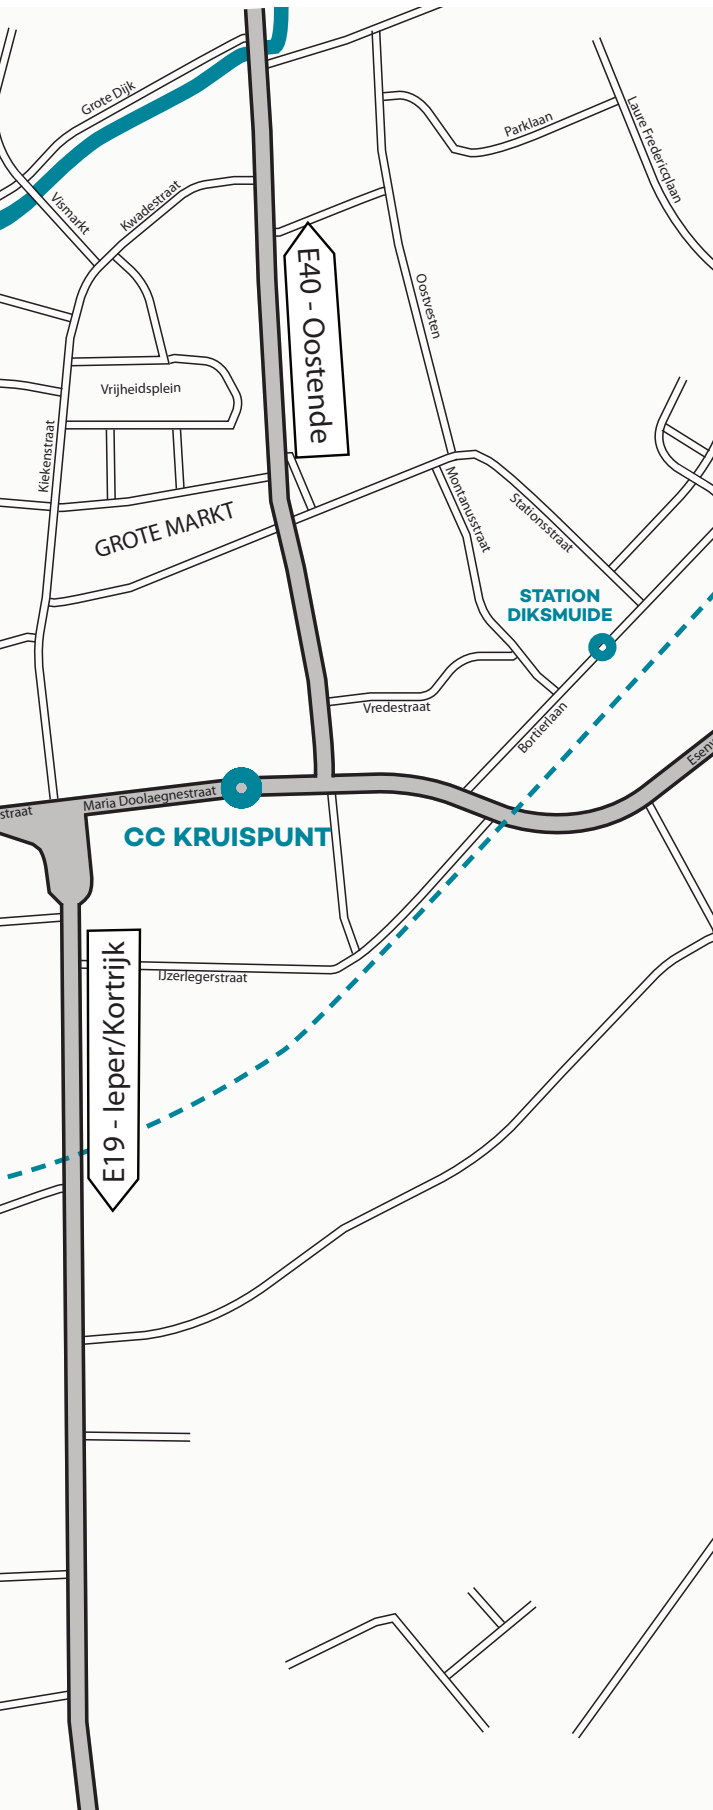 Grote Dijk
Parklaan
Laure Fredericqlaan
Vismarkt
Kwadestraat
E40 - Oostende
Oostvesten
Vrijheidsplein
Kiekenstraat
GROTE MARKT
Montanusstraat
Stationsstraat
STATION
DIKSMUIDE
Vredestraat
Bortierlaan
Esenw
straat
Maria Doolaegnestraat
CC KRUISPUNT
E19 - Ieper/Kortrijk
IJzerlegerstraat